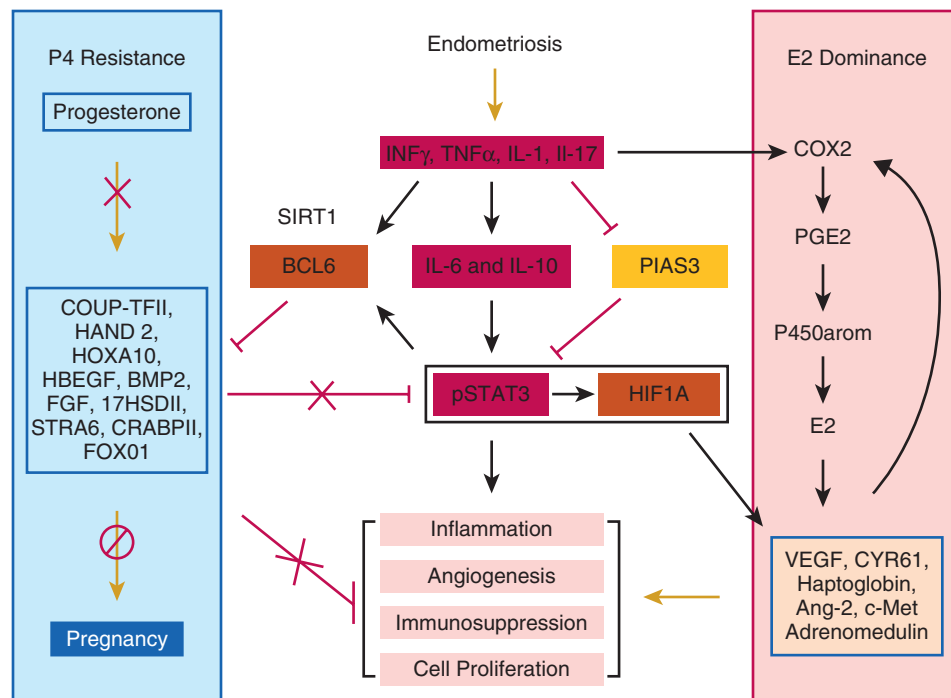 P4 Resistance
Progesterone
COUP-TFII,
HAND 2,
HOXA10,
HBEGF, BMP2,
FGF, 17HSDII,
STRA6, CRABPII,
FOX01
Pregnancy
Endometriosis
INFγ, TNFα, IL-1, Il-17
SIRT1
BCL6
IL-6 and IL-10
PIAS3
pSTAT3
HIF1A
Inflammation
Angiogenesis
Immunosuppression
Cell Proliferation
E2 Dominance
COX2
PGE2
P450arom
E2
VEGF, CYR61,
Haptoglobin,
Ang-2, c-Met
Adrenomedulin